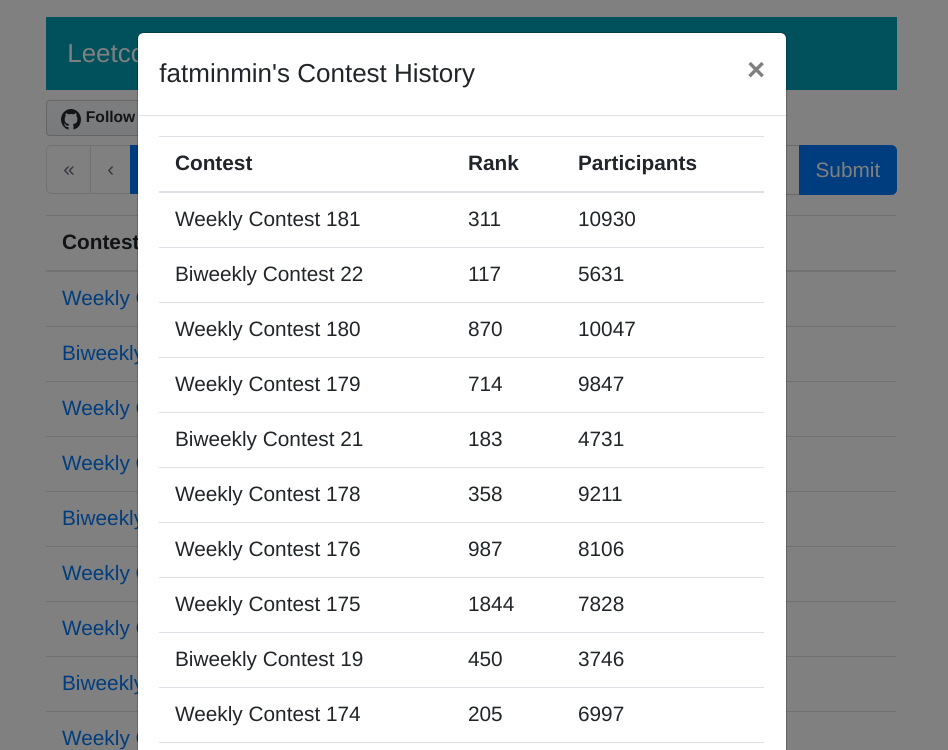 Leetco
fatminmin's Contest History ×
Follow
« ‹ Submit
Contest Rank Participants
Weekly Contest 181 311 10930
Contest
Biweekly Contest 22 117 5631
Weekly
Weekly Contest 180 870 10047
Biweekly
Weekly Contest 179 714 9847
Weekly
Biweekly Contest 21 183 4731
Weekly
Weekly Contest 178 358 9211
Biweekly
Weekly Contest 176 987 8106
Weekly
Weekly Contest 175 1844 7828
Weekly
Biweekly Contest 19 450 3746
Biweekly
Weekly Contest 174 205 6997
Weekly